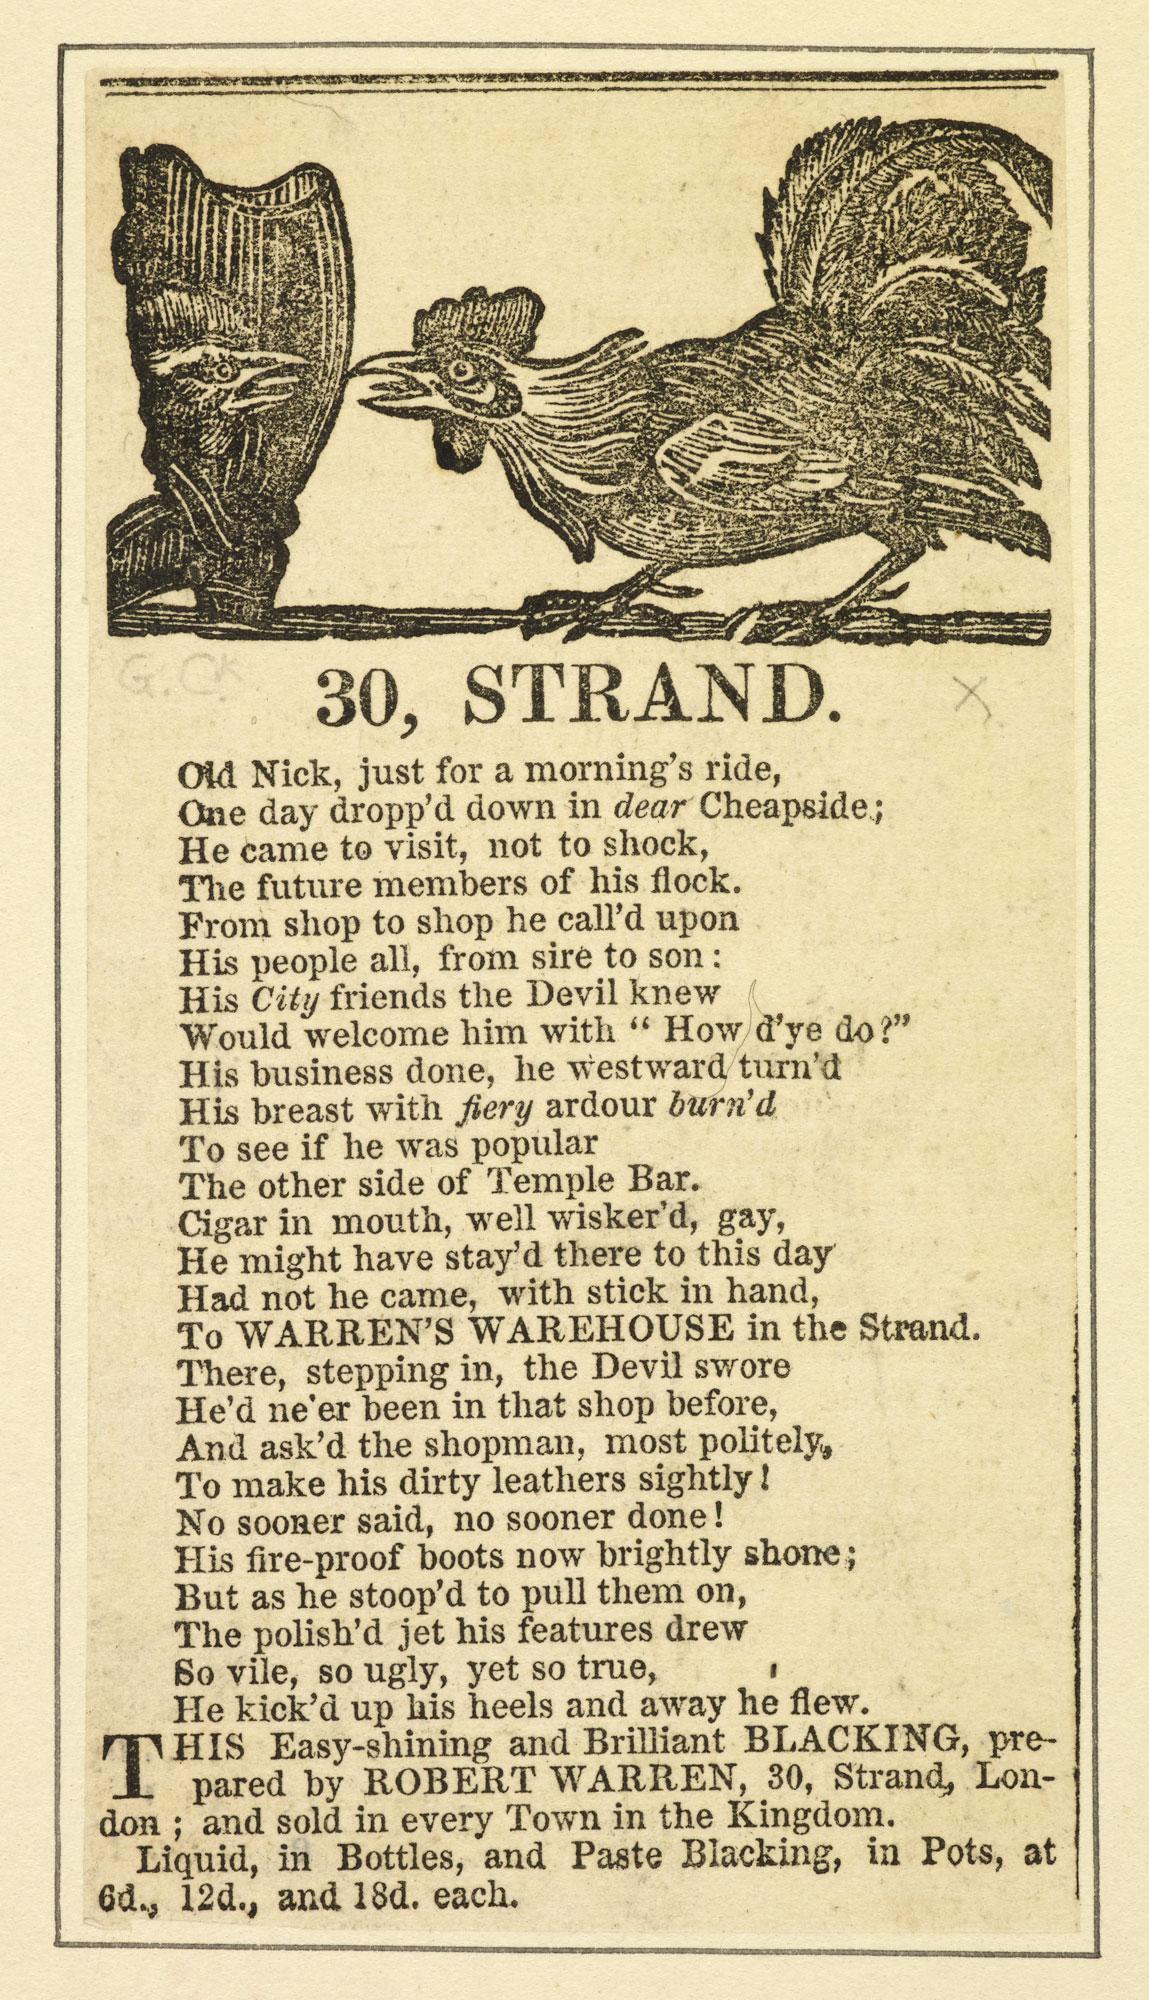 G. Ck
X
30, STRAND.
Old Nick, just for a morning's ride,
One day dropp'd down in dear Cheapside;
He came to visit, not to shock,
The future members of his flock.
From shop to shop he call'd upon
His people all, from sire to son:
His City friends the Devil knew
Would welcome him with “ How d'ye do?”
His business done, he westward turn'd
His breast with fiery ardour burn'd
To see if he was popular
The other side of Temple Bar.
Cigar in mouth, well wisker'd, gay,
He might have stay'd there to this day
Had not he came, with stick in hand,
To WARREN'S WAREHOUSE in the Strand.
There, stepping in, the Devil swore
He'd ne'er been in that shop before,
And ask'd the shopman, most politely,
To make his dirty leathers sightly!
No sooner said, no sooner done!
His fire-proof boots now brightly shone;
But as he stoop'd to pull them on,
The polish'd jet his features drew
So vile, so ugly, yet so true,
He kick'd up his heels and away he flew.
THIS Easy-shining and Brilliant BLACKING, pre-
pared by ROBERT WARREN, 30, Strand, Lon-
don ; and sold in every Town in the Kingdom.
Liquid, in Bottles, and Paste Blacking, in Pots, at
6d., 12d., and 18d. each.